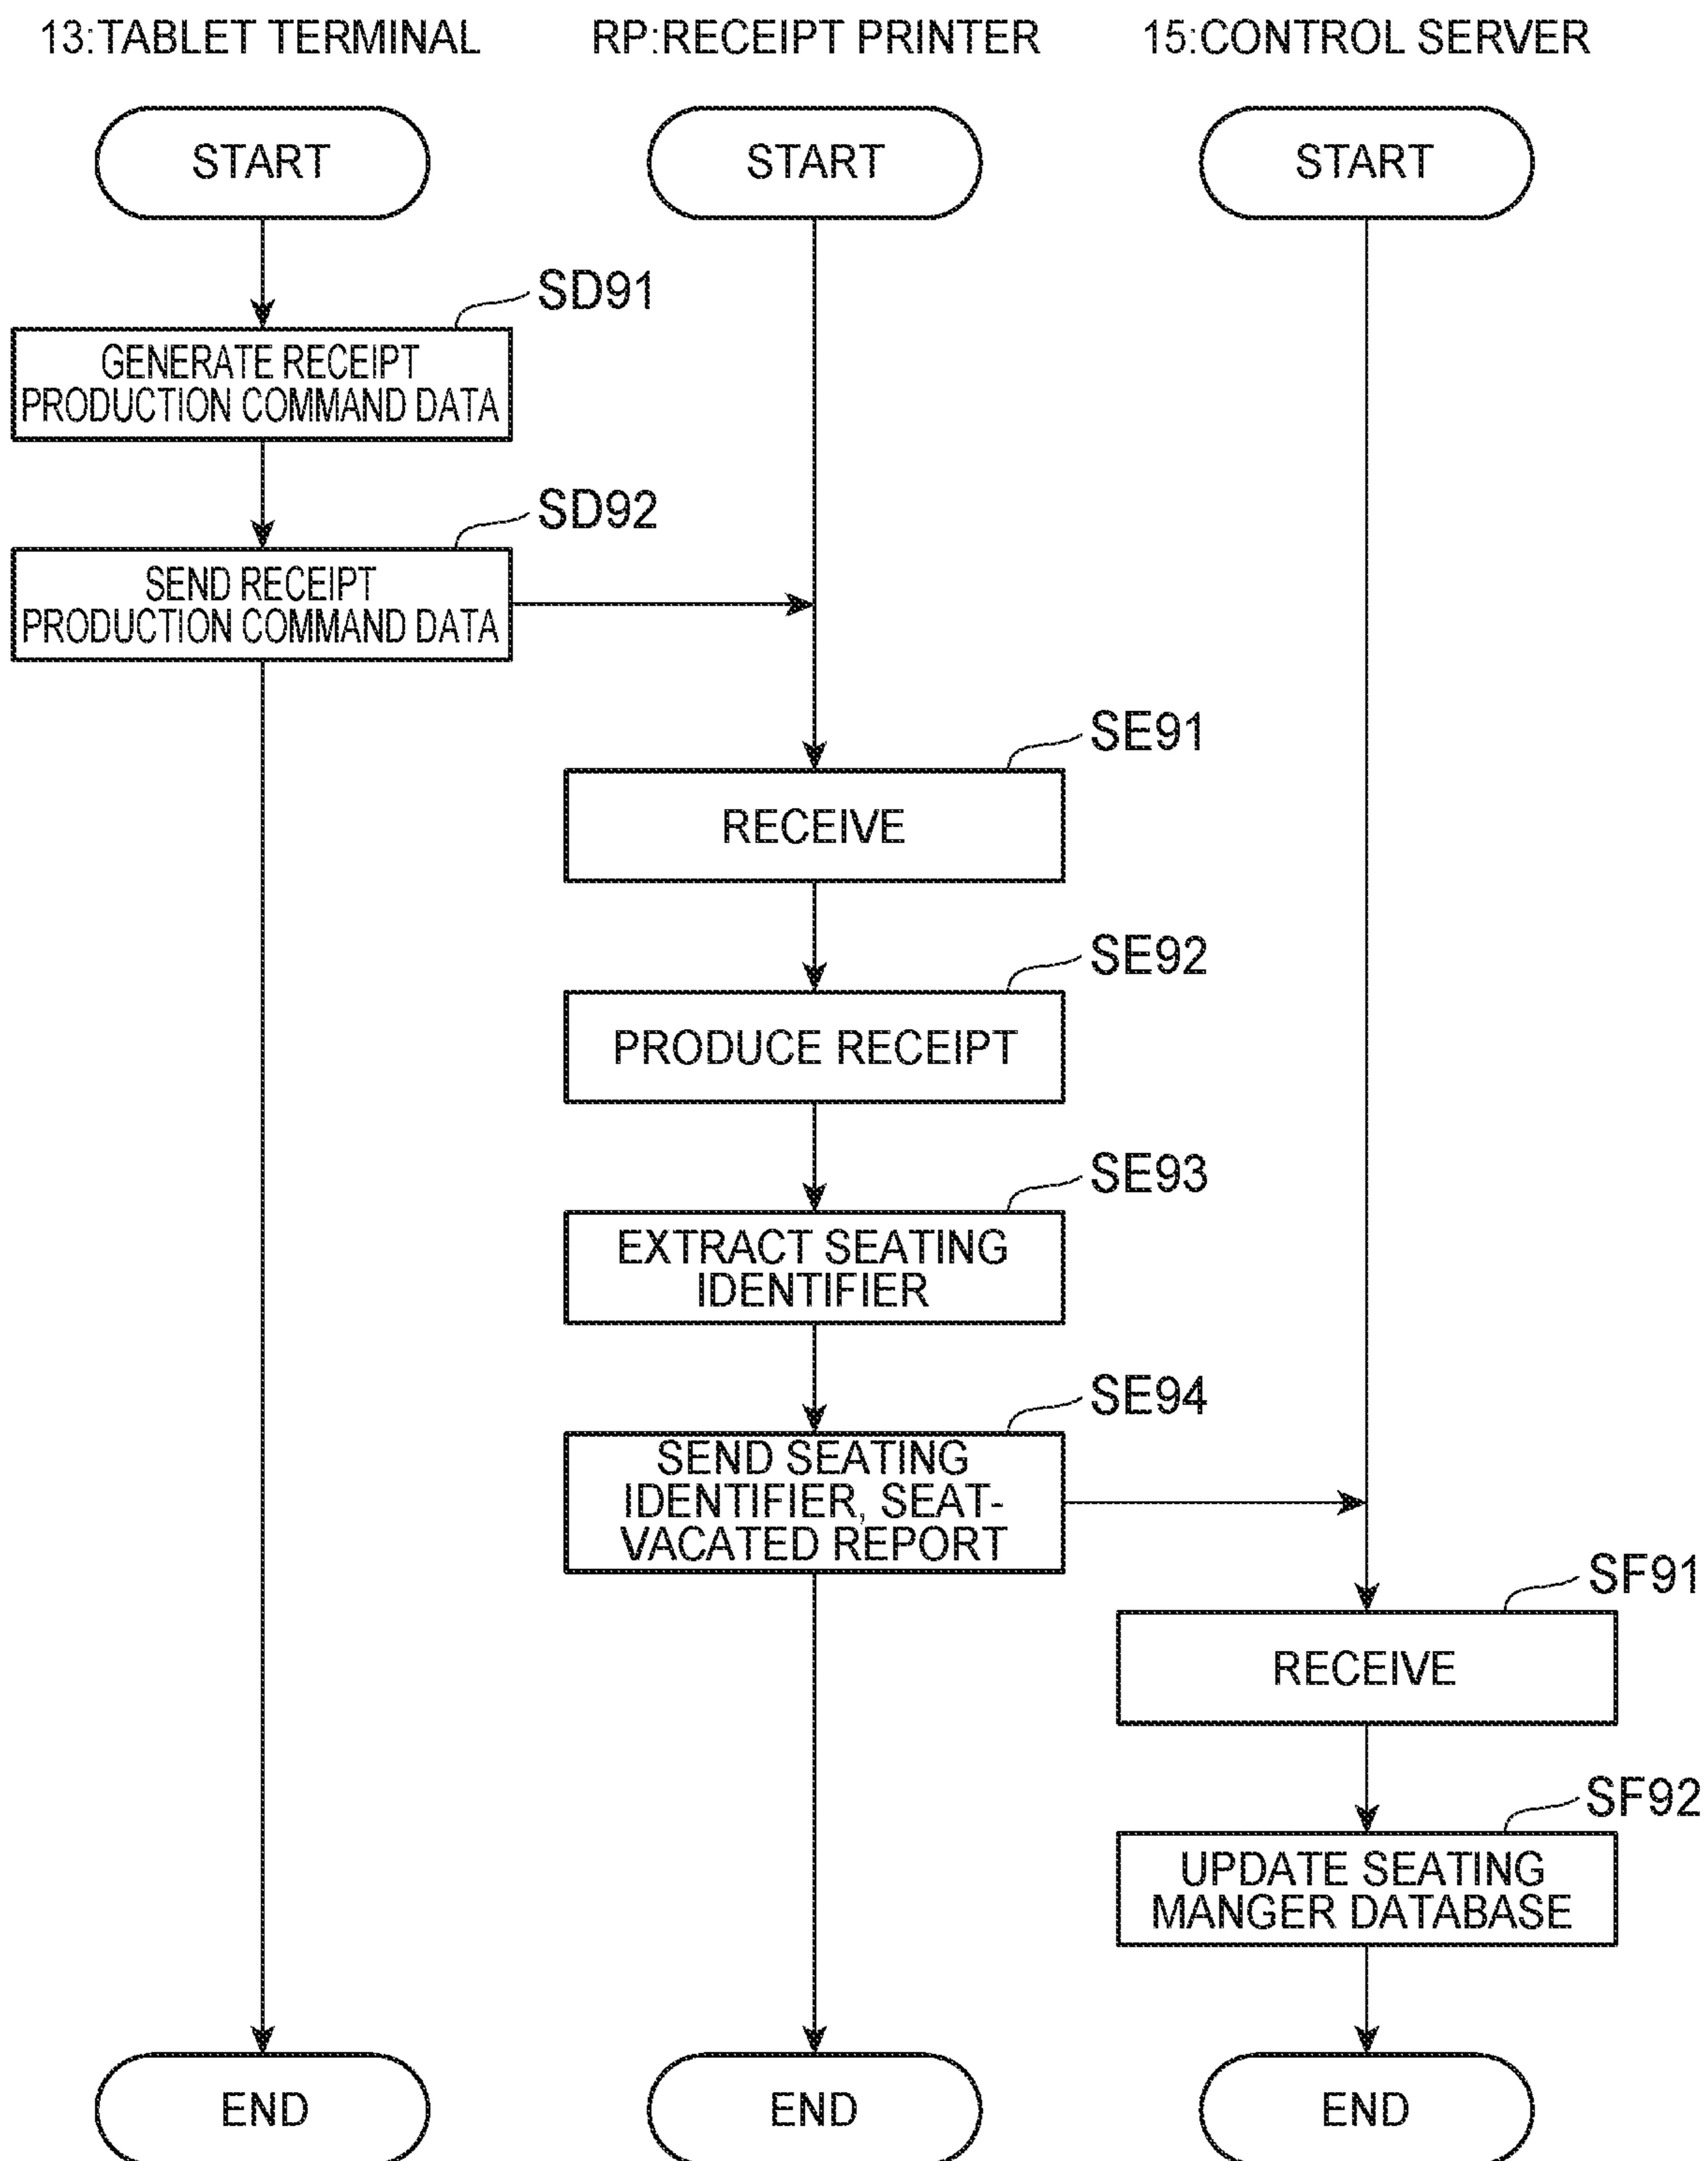 13:TABLET TERMINAL
RP:RECEIPT PRINTER
15:CONTROL SERVER
START
START
START
SD91
GENERATE RECEIPT
PRODUCTION COMMAND DATA
SD92
SEND RECEIPT
PRODUCTION COMMAND DATA
SE91
RECEIVE
SE92
PRODUCE RECEIPT
SE93
EXTRACT SEATING
IDENTIFIER
SE94
SEND SEATING
IDENTIFIER, SEAT-
VACATED REPORT
SF91
RECEIVE
SF92
UPDATE SEATING
MANGER DATABASE
END
END
END